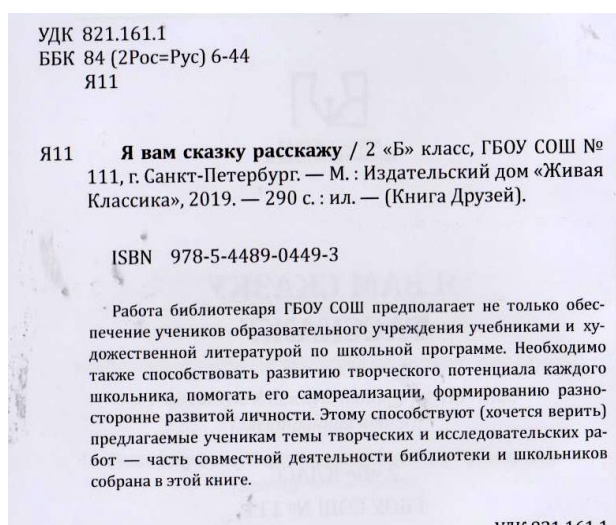 УДК 821.161.1
ББК 84 (2Рос=Рус) 6-44
Я11
Я11 Я вам сказку расскажу / 2 «Б» класс, ГБОУ СОШ №
111, г. Санкт-Петербург. — М. : Издательский дом «Живая
Классика», 2019. — 290 с. : ил. — (Книга Друзей).
ISBN 978-5-4489-0449-3
Работа библиотекаря ГБОУ СОШ предполагает не только обес-
печение учеников образовательного учреждения учебниками и ху-
дожественной литературой по школьной программе. Необходимо
также способствовать развитию творческого потенциала каждого
школьника, помогать его самореализации, формированию разно-
сторонне развитой личности. Этому способствуют (хочется верить)
предлагаемые ученикам темы творческих и исследовательских ра-
бот — часть совместной деятельности библиотеки и школьников
собрана в этой книге.
УДК 821.161.1